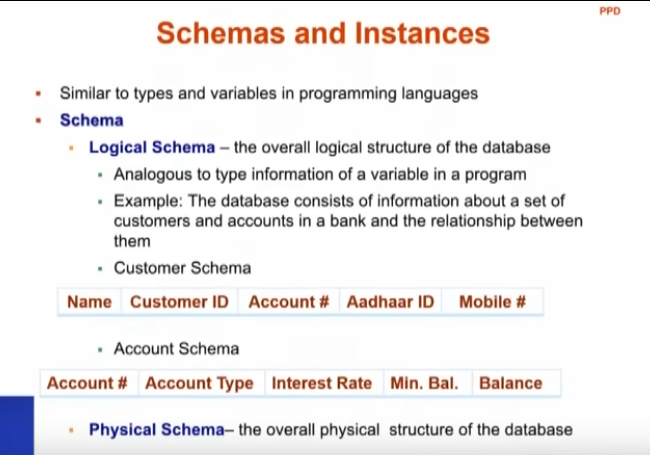 PPD
Schemas and Instances
▪ Similar to types and variables in programming languages
▪ Schema
▪ Logical Schema – the overall logical structure of the database
▪ Analogous to type information of a variable in a program
▪ Example: The database consists of information about a set of
customers and accounts in a bank and the relationship between
them
▪ Customer Schema
Name Customer ID Account # Aadhaar ID Mobile #
▪ Account Schema
Account # Account Type Interest Rate Min. Bal. Balance
▪ Physical Schema– the overall physical structure of the database